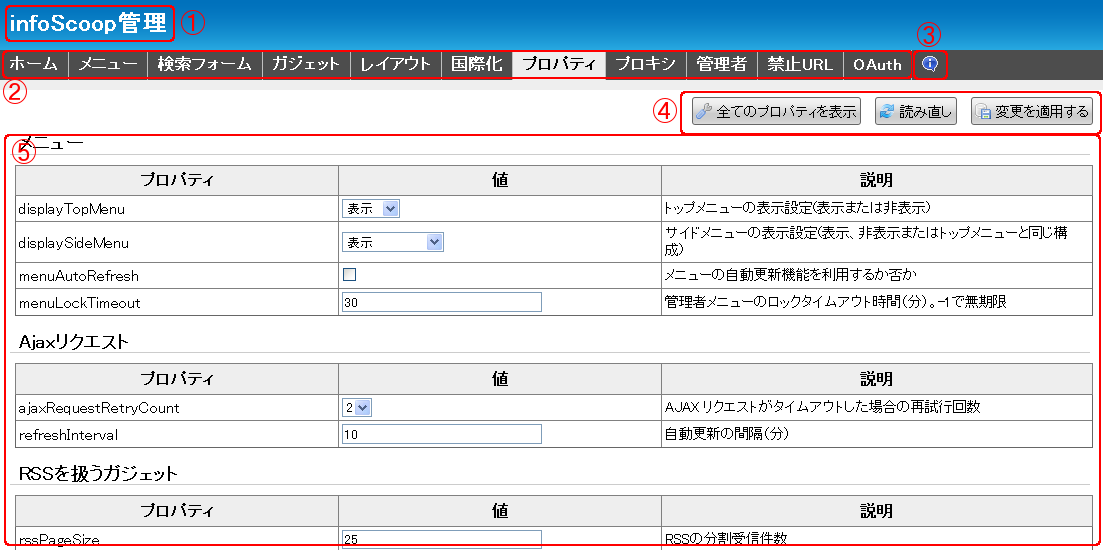 infoScoop管理 ①
③
ホーム メニュー 検索フォーム ガジェット レイアウト 国際化 プロパティ プロキシ 管理者 禁止URL OAuth
②
④ 全てのプロパティを表示 読み直し 変更を適用する
メニュー
⑤
プロパティ 値 説明
displayTopMenu 表示 トップメニューの表示設定(表示または非表示)
displaySideMenu 表示 サイドメニューの表示設定(表示、非表示またはトップメニューと同じ構
成)
menuAutoRefresh メニューの自動更新機能を利用するか否か
menuLockTimeout 30 管理者メニューのロックタイムアウト時間(分)。-1で無期限
Ajaxリクエスト
プロパティ 値 説明
ajaxRequestRetryCount 2 AJAXリクエストがタイムアウトした場合の再試行回数
refreshInterval 10 自動更新の間隔(分)
RSSを扱うガジェット
プロパティ 値 説明
rssPageSize 25 RSSの分割受信件数